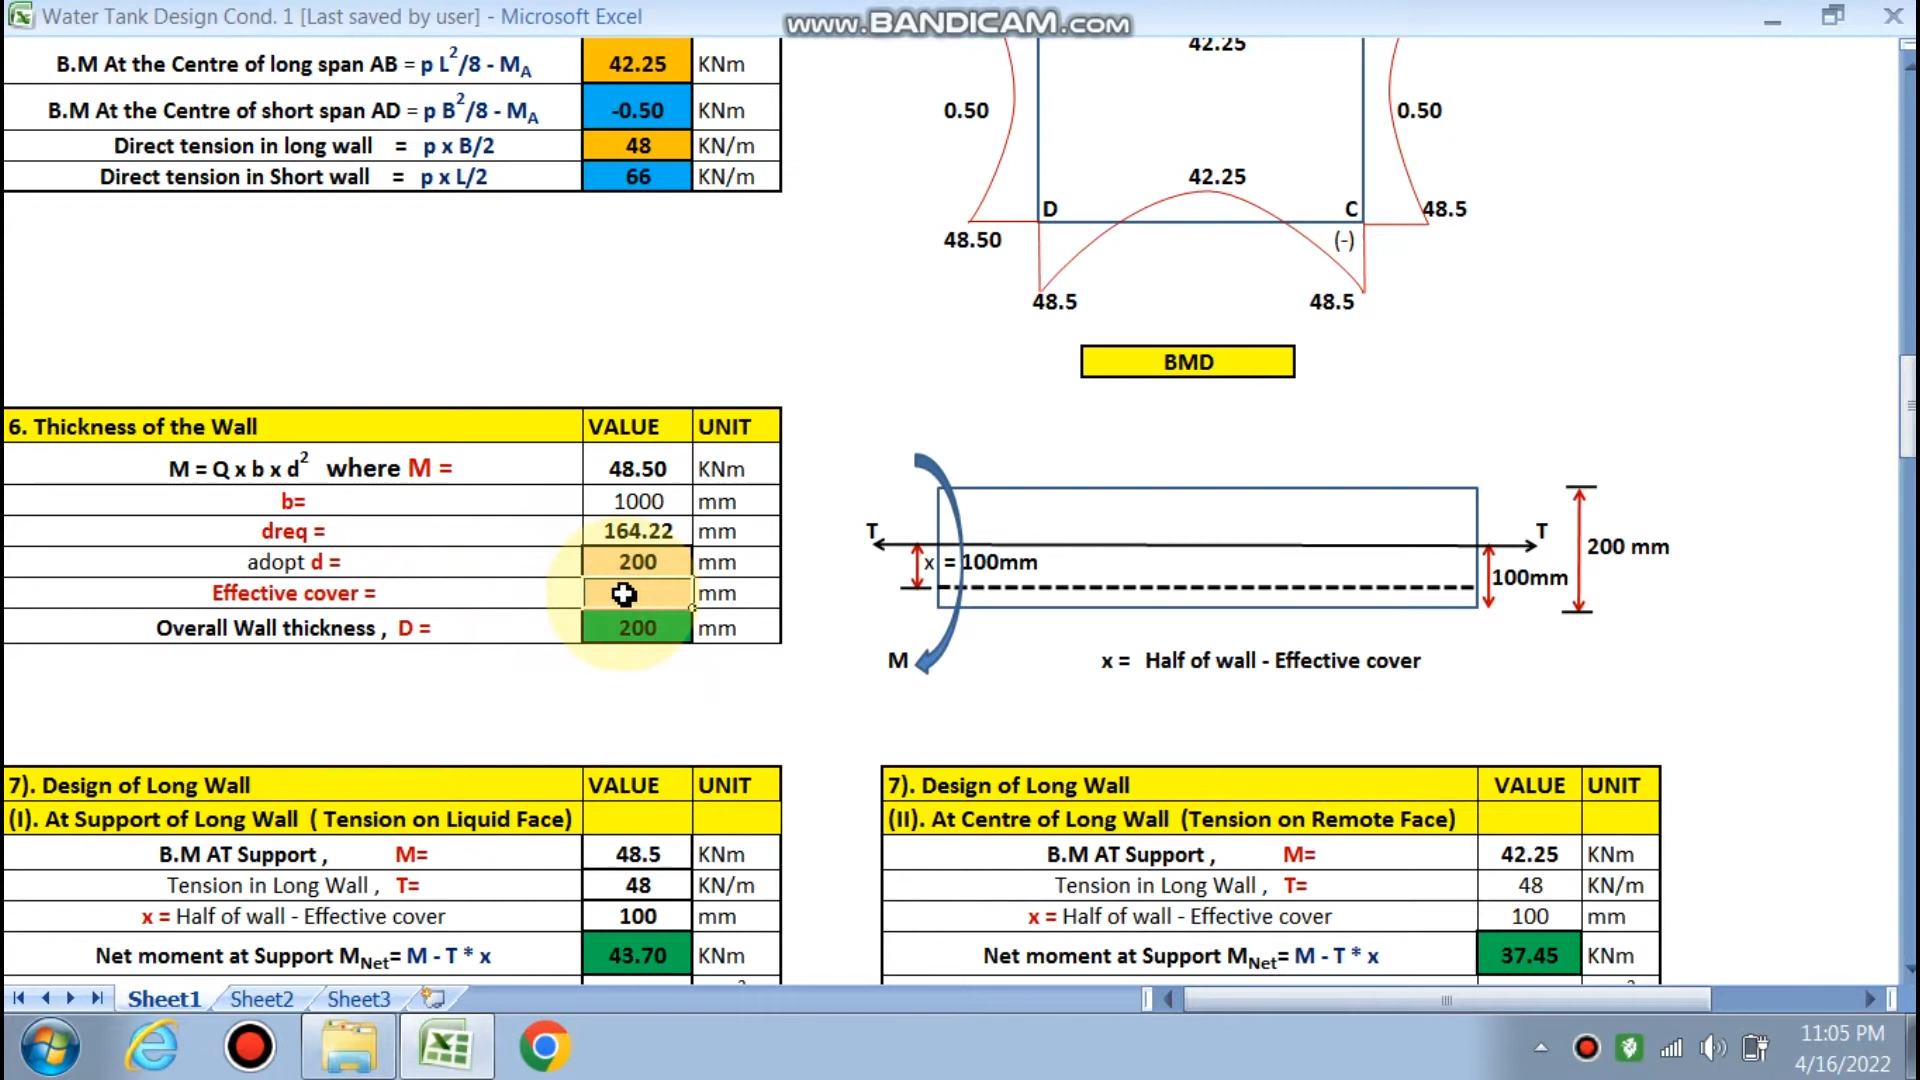 Water Tank Design Cond. 1 [Last saved by user] - Microsoft Excel
www.BANDICAM.com
B.M At the Centre of long span AB = p L²/8 - MA 42.25 KNm
B.M At the Centre of short span AD = p B²/8 - MA -0.50 KNm
Direct tension in long wall = p x B/2 48 KN/m
Direct tension in Short wall = p x L/2 66 KN/m
42.25
0.50 0.50
42.25
D C 48.5
48.50 (-)
48.5 48.5
BMD
6. Thickness of the Wall VALUE UNIT
M = Q x b x d² where M = 48.50 KNm
b= 1000 mm
dreq = 164.22 mm
adopt d = 200 mm
Effective cover = mm
Overall Wall thickness , D = 200 mm
T T
x = 100mm
200 mm
100mm
M x = Half of wall - Effective cover
7). Design of Long Wall VALUE UNIT
(I). At Support of Long Wall ( Tension on Liquid Face)
B.M AT Support , M= 48.5 KNm
Tension in Long Wall , T= 48 KN/m
x = Half of wall - Effective cover 100 mm
Net moment at Support MNet= M - T * x 43.70 KNm
7). Design of Long Wall VALUE UNIT
(II). At Centre of Long Wall (Tension on Remote Face)
B.M AT Support , M= 42.25 KNm
Tension in Long Wall , T= 48 KN/m
x = Half of wall - Effective cover 100 mm
Net moment at Support MNet= M - T * x 37.45 KNm
Sheet1 Sheet2 Sheet3
11:05 PM
4/16/2022